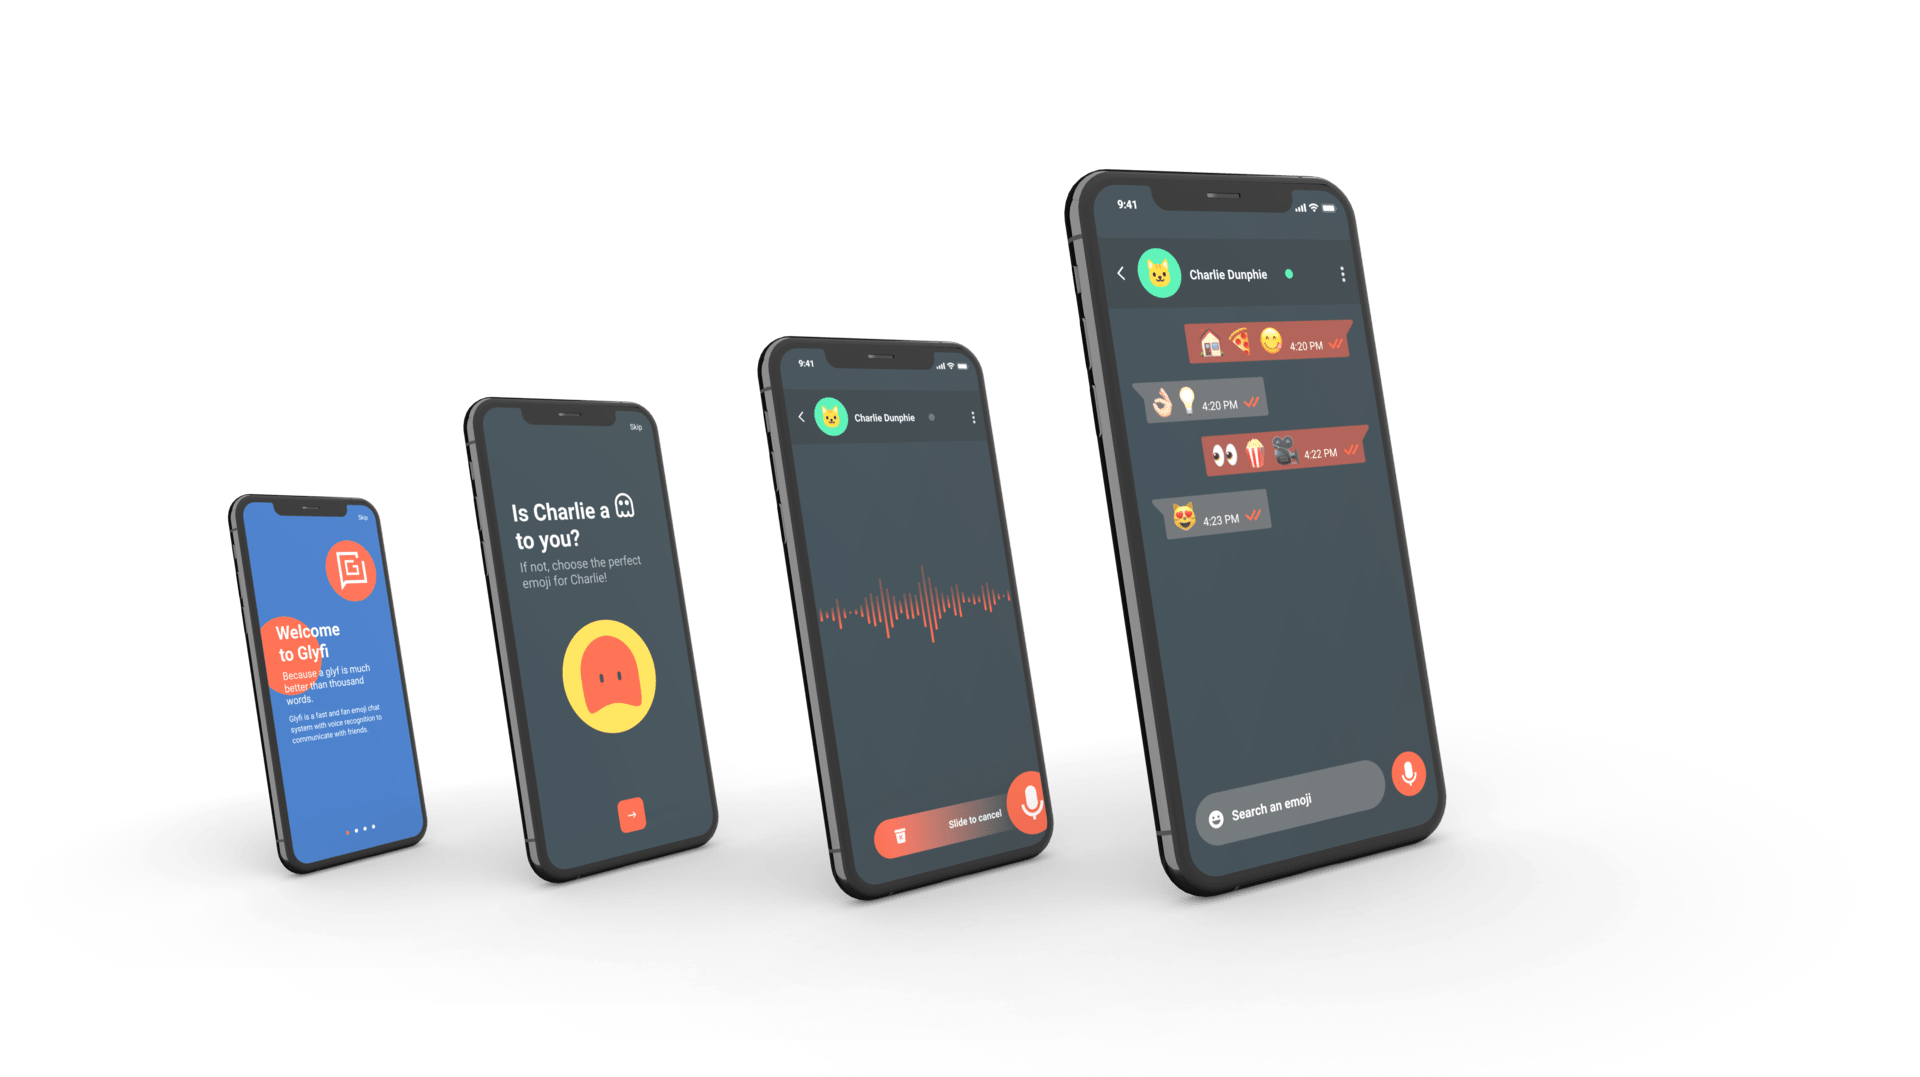 Skip
Welcome
to Glyfi
Because a glyf is much
better than thousand
words.
Glyfi is a fast and fan emoji chat
system with voice recognition to
communicate with friends.
Skip
Is Charlie a
to you?
If not, choose the perfect
emoji for Charlie!
9:41
Charlie Dunphie
Slide to cancel
9:41
Charlie Dunphie
4:20 PM
4:20 PM
4:22 PM
4:23 PM
Search an emoji